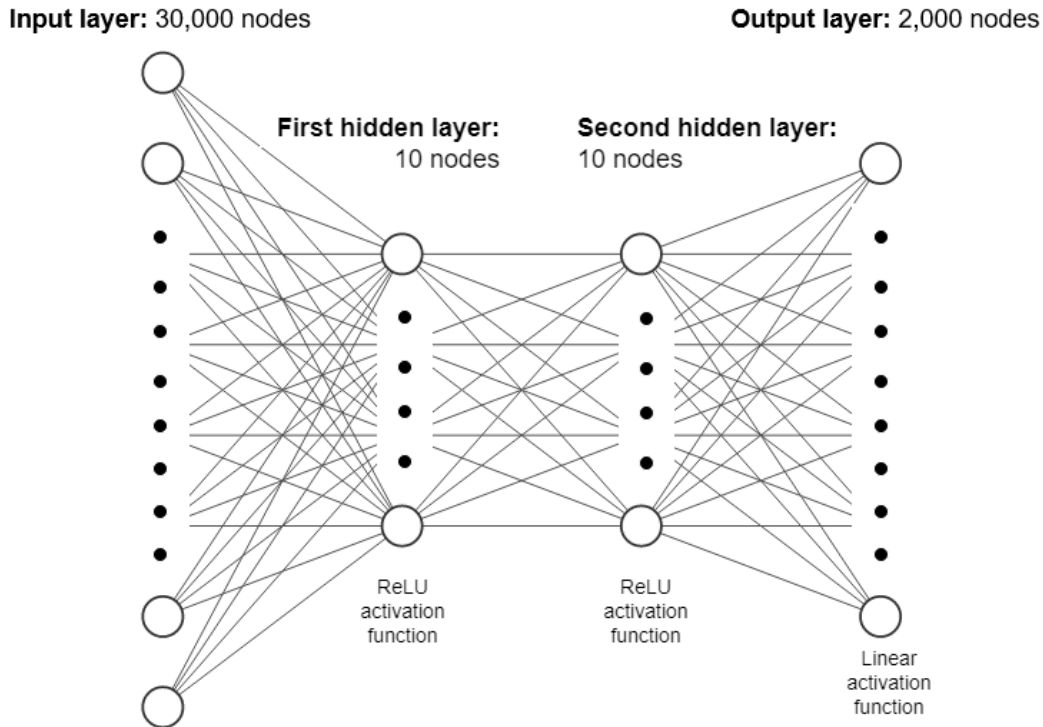 Input layer: 30,000 nodes
Output layer: 2,000 nodes
First hidden layer:
10 nodes
Second hidden layer:
10 nodes
ReLU
activation
function
ReLU
activation
function
Linear
activation
function